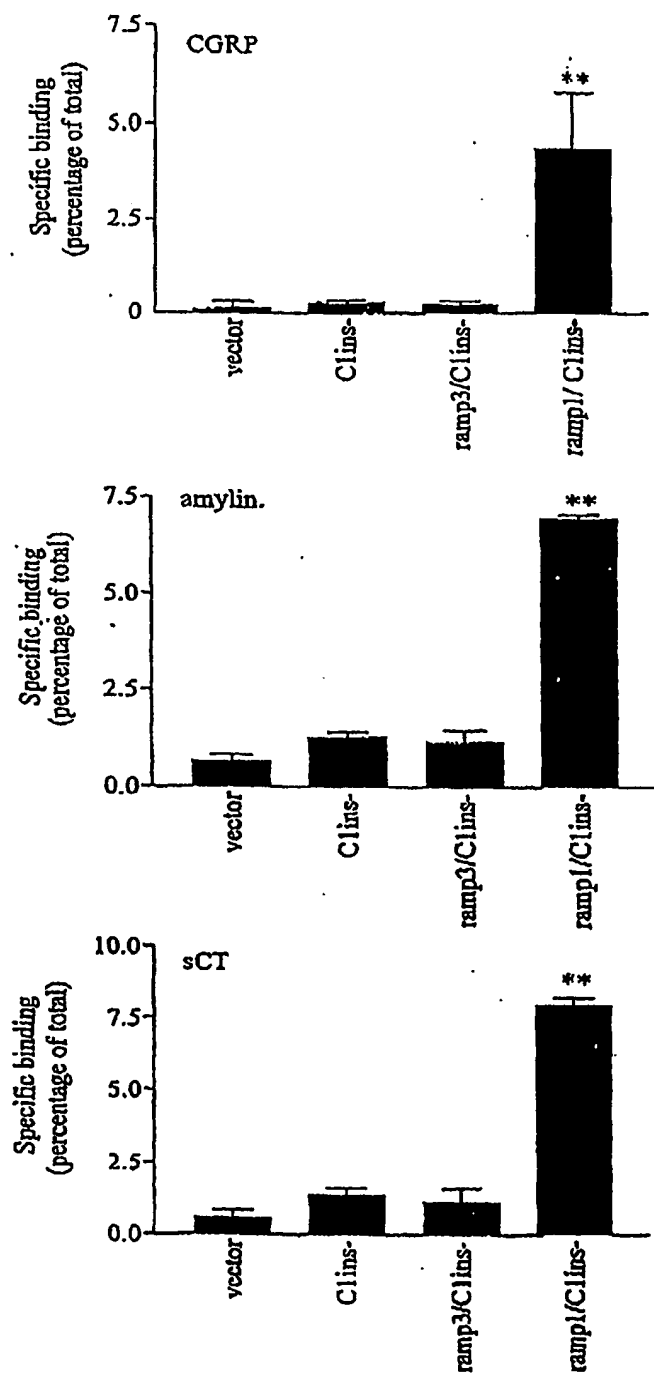 CGRP
Specific binding
(percentage of total)
7.5
5.0
2.5
0
**
vector
C1ins-
ramp3/C1ins-
ramp1/ C1ins-
amylin.
Specific binding
(percentage of total)
7.5
5.0
2.5
0.0
**
vector
C1ins-
ramp3/C1ins-
ramp1/C1ins-
sCT
Specific binding
(percentage of total)
10.0
7.5
5.0
2.5
0.0
**
vector
C1ins-
ramp3/C1ins-
ramp1/C1ins-